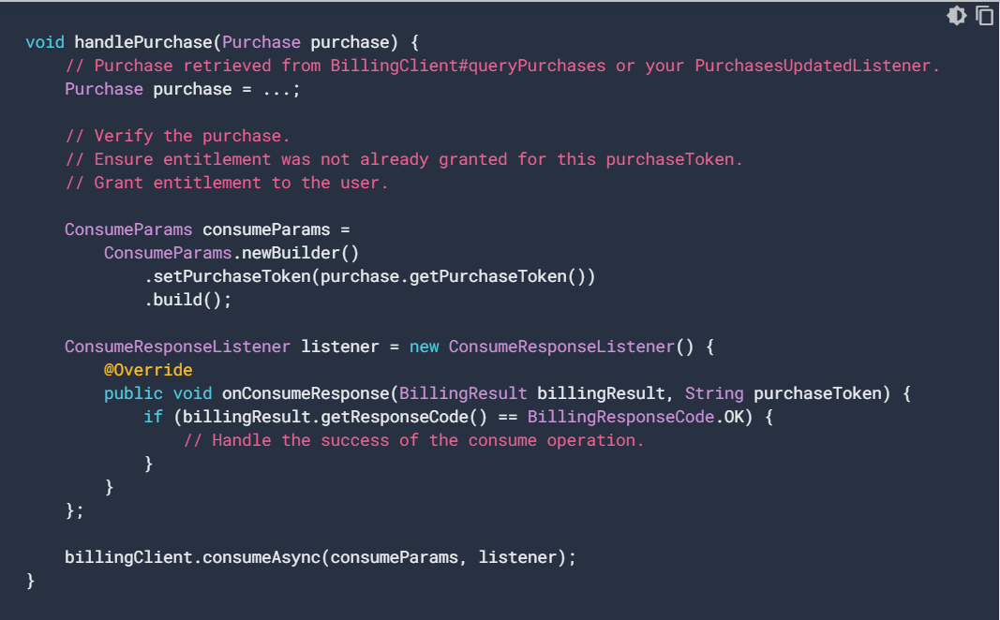 void handlePurchase(Purchase purchase) {
    // Purchase retrieved from BillingClient#queryPurchases or your PurchasesUpdatedListener.
    Purchase purchase = ...;

    // Verify the purchase.
    // Ensure entitlement was not already granted for this purchaseToken.
    // Grant entitlement to the user.

    ConsumeParams consumeParams =
        ConsumeParams.newBuilder()
            .setPurchaseToken(purchase.getPurchaseToken())
            .build();

    ConsumeResponseListener listener = new ConsumeResponseListener() {
        @Override
        public void onConsumeResponse(BillingResult billingResult, String purchaseToken) {
            if (billingResult.getResponseCode() == BillingResponseCode.OK) {
                // Handle the success of the consume operation.
            }
        }
    };

    billingClient.consumeAsync(consumeParams, listener);
}